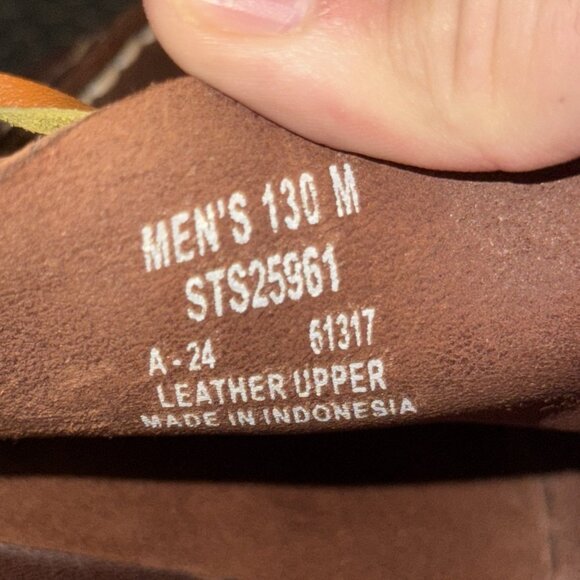 MEN'S 130 M
STS25961
A - 24 61317
LEATHER UPPER
MADE IN INDONESIA